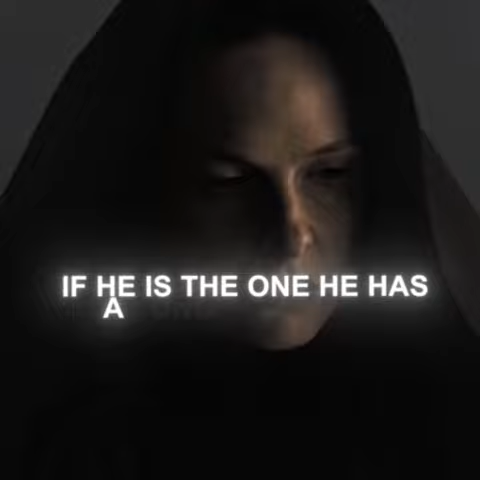 IF HE IS THE ONE HE HAS
A